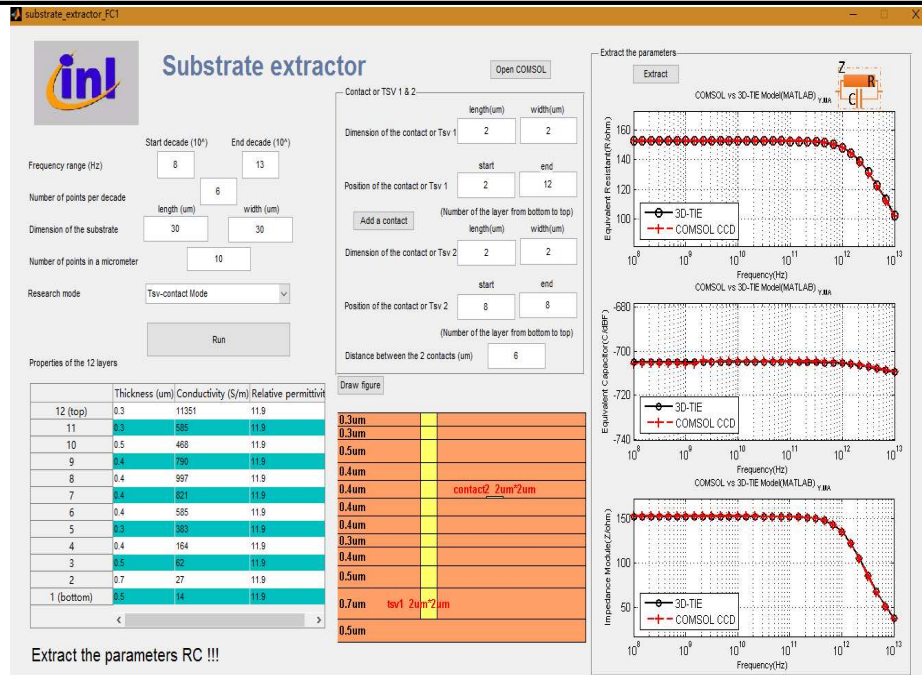 substrate_extractor_FC1
inl
Substrate extractor
Open COMSOL
Start decade (10^) End decade (10^)
Frequency range (Hz) 8 13
Number of points per decade 6
length (um) width (um)
Dimension of the substrate 30 30
Number of points in a micrometer 10
Research mode Tsv-contact Mode
Run
Properties of the 12 layers
Thickness (um) Conductivity (S/m) Relative permittivit
12 (top) 0.3 11351 11.9
11 0.3 585 11.9
10 0.5 468 11.9
9 0.4 790 11.9
8 0.4 997 11.9
7 0.4 821 11.9
6 0.4 585 11.9
5 0.3 383 11.9
4 0.4 164 11.9
3 0.5 62 11.9
2 0.7 27 11.9
1 (bottom) 0.5 14 11.9
Extract the parameters RC !!!
Contact or TSV 1 & 2
length(um) width(um)
Dimension of the contact or Tsv 1 2 2
start end
Position of the contact or Tsv 1 2 12
(Number of the layer from bottom to top)
Add a contact
length(um) width(um)
Dimension of the contact or Tsv 2 2 2
start end
Position of the contact or Tsv 2 8 8
(Number of the layer from bottom to top)
Distance between the 2 contacts (um) 6
Draw figure
0.3um
0.3um
0.5um
0.4um
0.4um contact2 2um*2um
0.4um
0.4um
0.3um
0.4um
0.5um
0.7um tsv1 2um*2um
0.5um
Extract the parameters
Extract
Z
R
C
COMSOL vs 3D-TIE Model(MATLAB) Y.MA
Equivalent Resistant(R/ohm)
160
140
120
100
3D-TIE
COMSOL CCD
10^8 10^9 10^10 10^11 10^12 10^13
Frequency(Hz)
COMSOL vs 3D-TIE Model(MATLAB) Y.MA
Equivalent Capacitor(C/dBF)
-680
-700
-720
-740
3D-TIE
COMSOL CCD
10^8 10^9 10^10 10^11 10^12 10^13
Frequency(Hz)
COMSOL vs 3D-TIE Model(MATLAB) Y.MA
Impedance Module(Z/ohm)
150
100
50
3D-TIE
COMSOL CCD
10^8 10^9 10^10 10^11 10^12 10^13
Frequency(Hz)